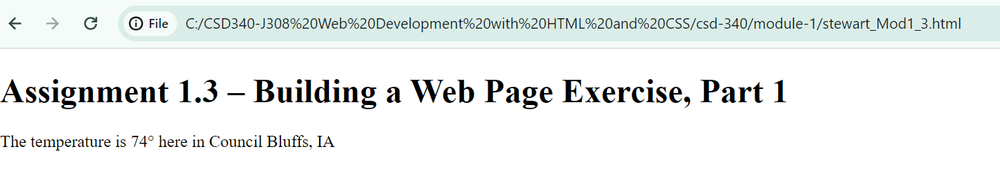 File C:/CSD340-J308%20Web%20Development%20with%20HTML%20and%20CSS/csd-340/module-1/stewart_Mod1_3.html
Assignment 1.3 – Building a Web Page Exercise, Part 1
The temperature is 74° here in Council Bluffs, IA